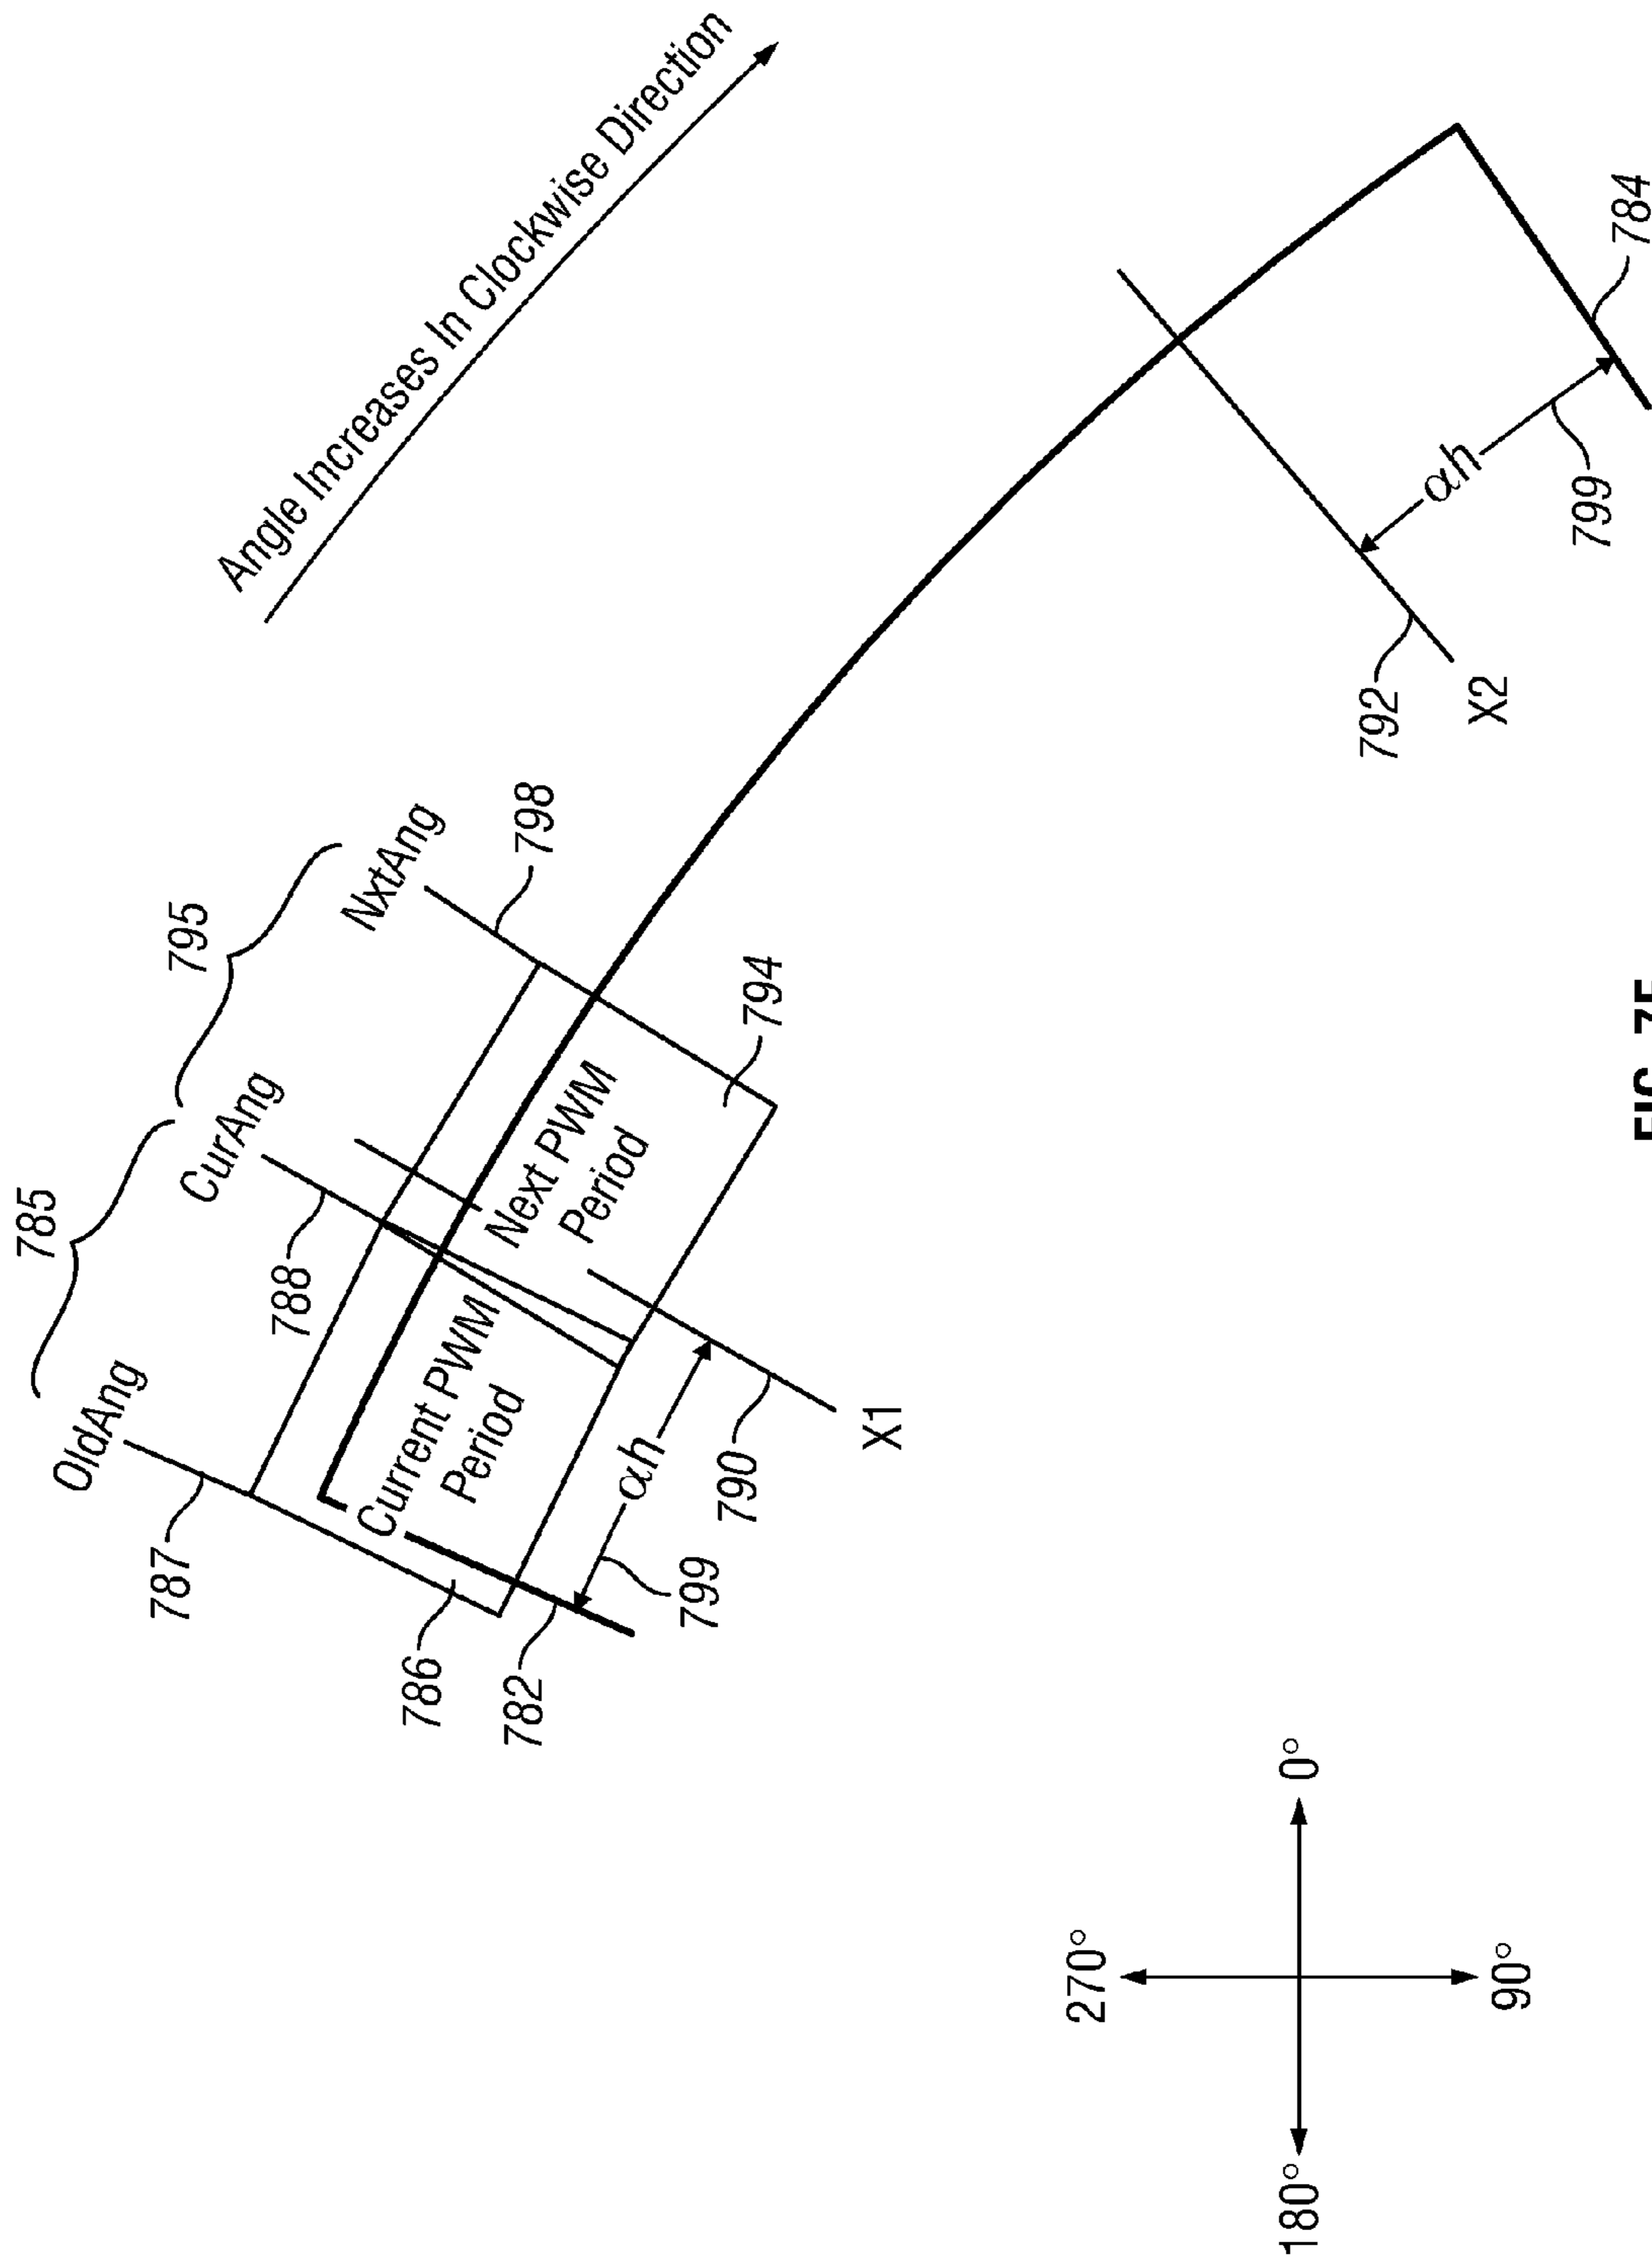 Angle Increases In Clockwise Direction
785
795
OldAng
CurAng
NxtAng
787
788
798
786
Current PWM
Period
Next PWM
Period
794
782
799
αh
790
X1
792
X2
αh
799
784
270°
180°
0°
90°
FIG.